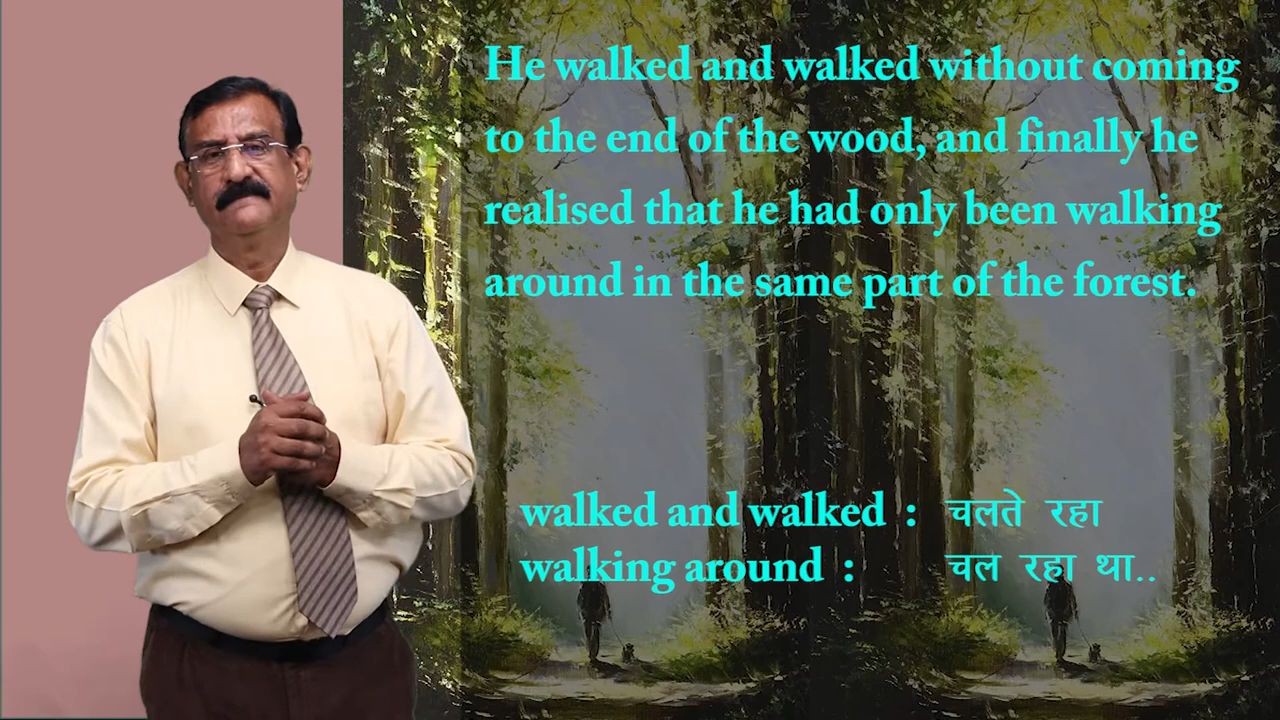 He walked and walked without coming
to the end of the wood, and finally he
realised that he had only been walking
around in the same part of the forest.
walked and walked : चलते रहा
walking around : चल रहा था..